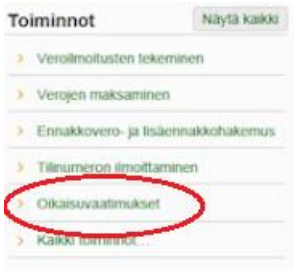 Toiminnot
Näytä kaikki
Veroilmoitusten tekeminen
Verojen maksaminen
Ennakkovero- ja lisäennakkohakemus
Tilinumeron ilmoittaminen
Oikaisuvaatimukset
Kaikki toiminnot...